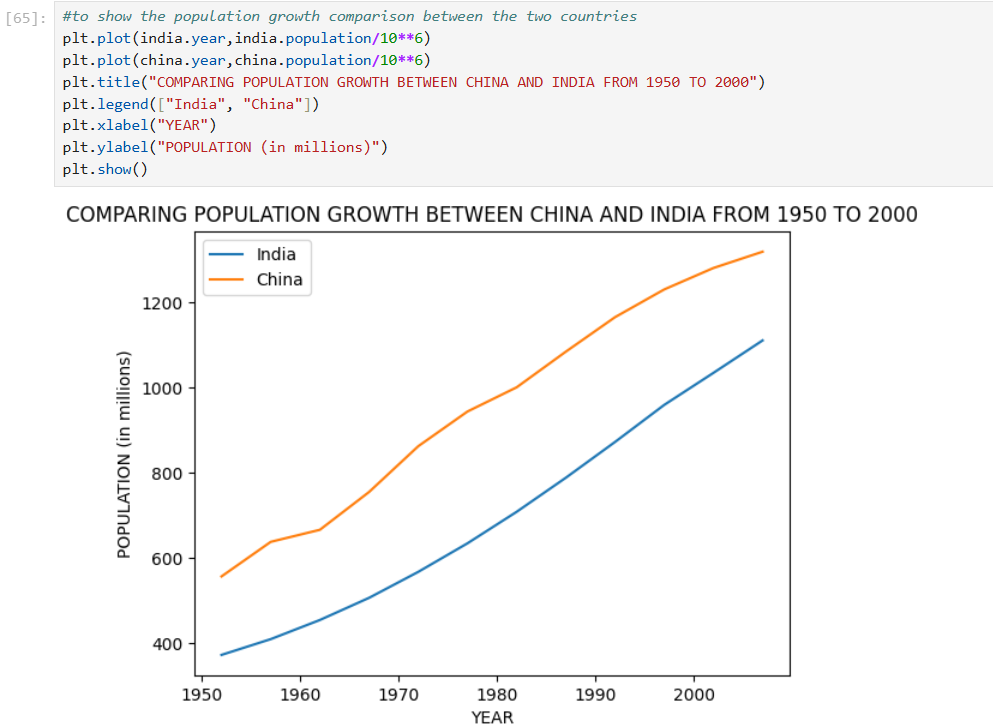 [65]: #to show the population growth comparison between the two countries
plt.plot(india.year,india.population/10**6)
plt.plot(china.year,china.population/10**6)
plt.title("COMPARING POPULATION GROWTH BETWEEN CHINA AND INDIA FROM 1950 TO 2000")
plt.legend(["India", "China"])
plt.xlabel("YEAR")
plt.ylabel("POPULATION (in millions)")
plt.show()
COMPARING POPULATION GROWTH BETWEEN CHINA AND INDIA FROM 1950 TO 2000
India
China
1200
1000
800
600
400
POPULATION (in millions)
1950 1960 1970 1980 1990 2000
YEAR